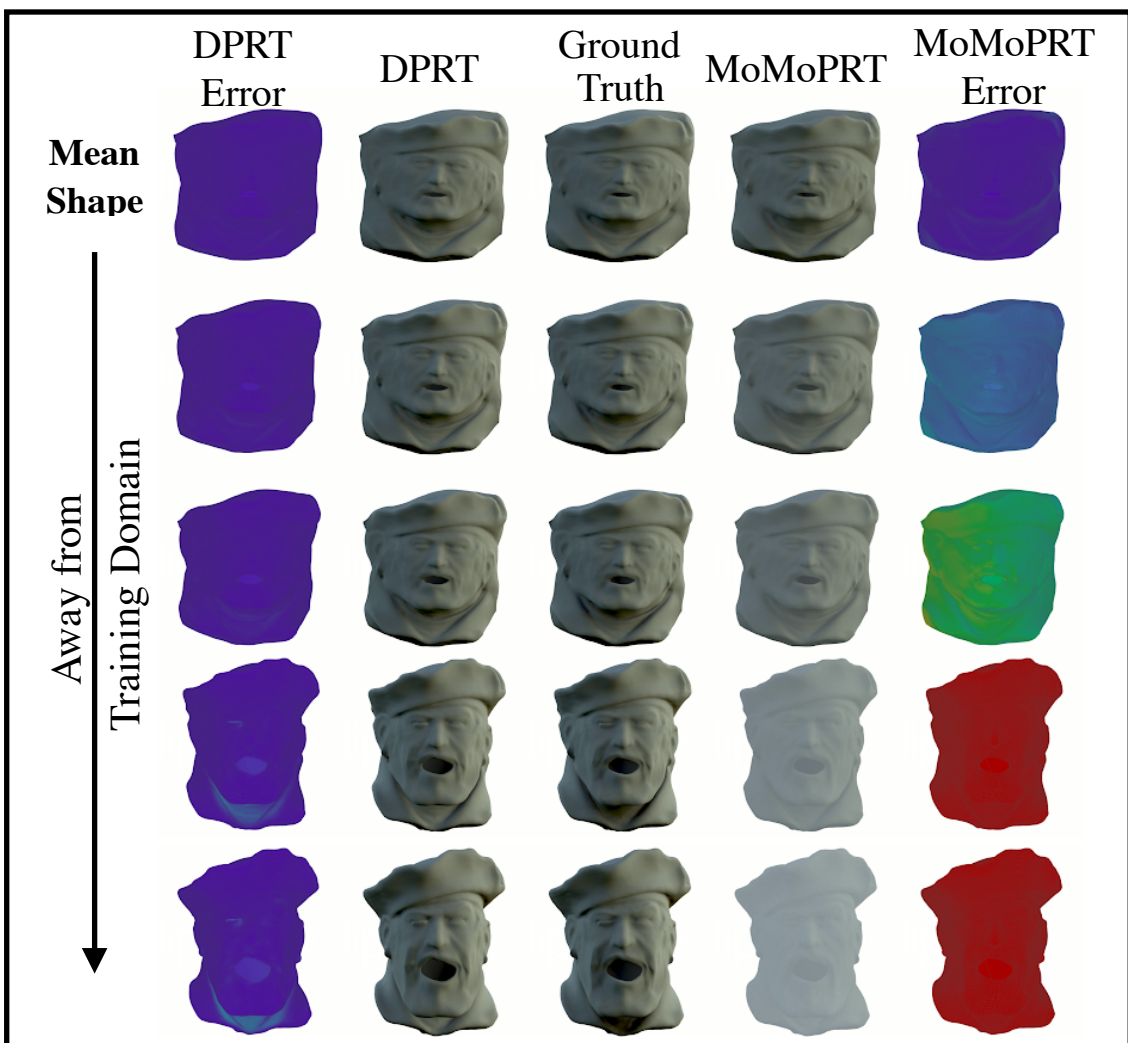 DPRT
Error
DPRT
Ground
Truth
MoMoPRT
MoMoPRT
Error
Mean
Shape
Away from
Training Domain